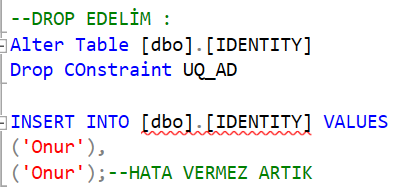 --DROP EDELİM :
Alter Table [dbo].[IDENTITY]
Drop COnstraint UQ_AD
INSERT INTO [dbo].[IDENTITY] VALUES
('Onur'),
('Onur');--HATA VERMEZ ARTIK